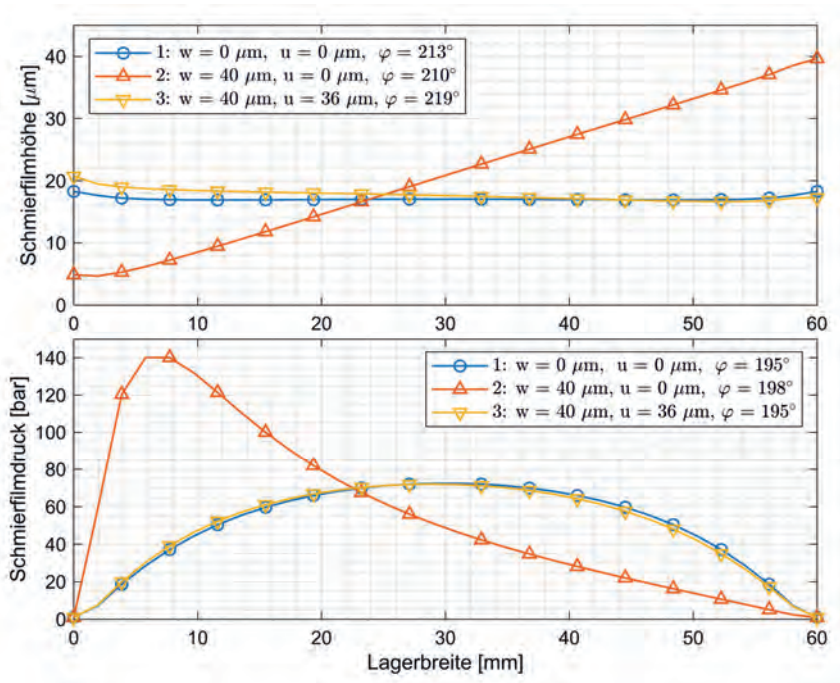 Schmierfilmhöhe [μm]
40
30
20
10
0
1: w = 0 μm, u = 0 μm, φ = 213°
2: w = 40 μm, u = 0 μm, φ = 210°
3: w = 40 μm, u = 36 μm, φ = 219°
0 10 20 30 40 50 60
Schmierfilmdruck [bar]
140
120
100
80
60
40
20
0
1: w = 0 μm, u = 0 μm, φ = 195°
2: w = 40 μm, u = 0 μm, φ = 198°
3: w = 40 μm, u = 36 μm, φ = 195°
0 10 20 30 40 50 60
Lagerbreite [mm]